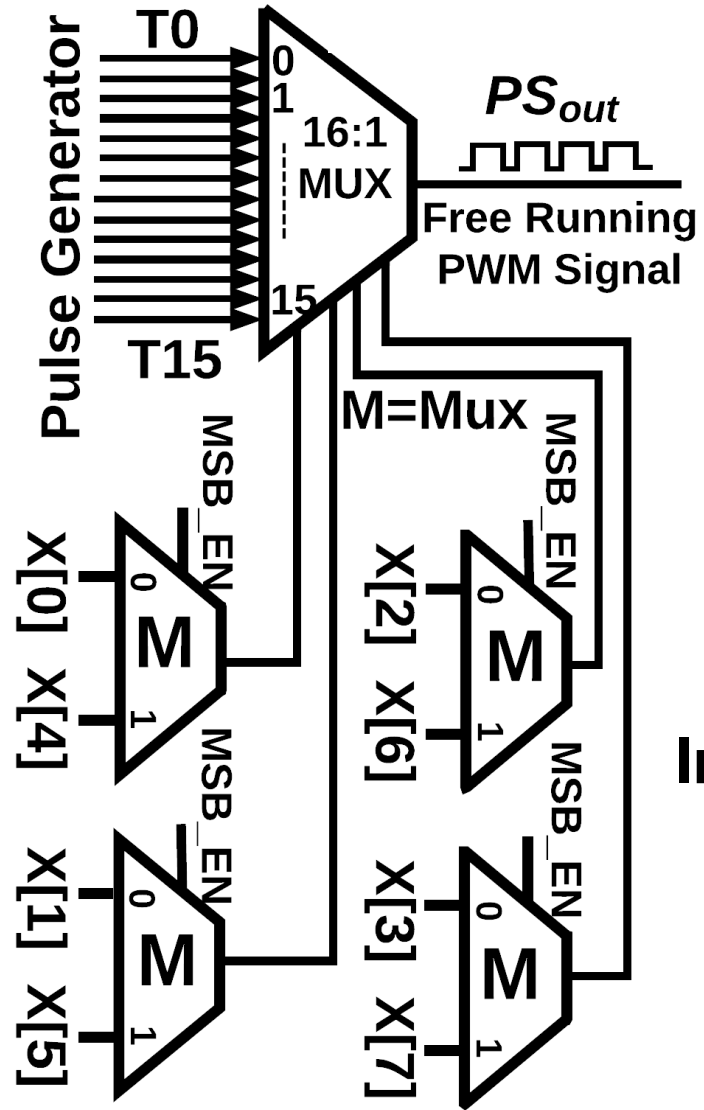 Pulse Generator
T0
0
1
16:1
MUX
15
T15
PSout
Free Running
PWM Signal
M=Mux
MSB_EN
X[0]
0
M
X[4]
1
MSB_EN
X[2]
0
M
X[6]
1
MSB_EN
X[1]
0
M
X[5]
1
MSB_EN
X[3]
0
M
X[7]
1